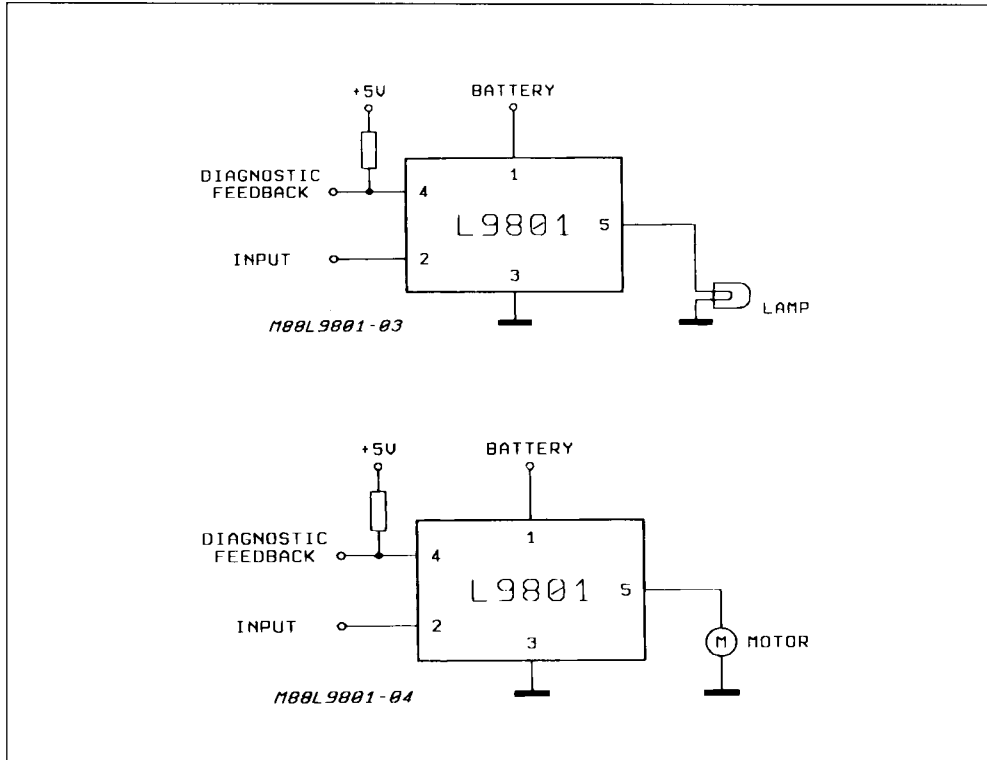 +5V
BATTERY
DIAGNOSTIC
FEEDBACK
4
1
L9801
5
INPUT
2
3
LAMP
M88L9801-03
+5V
BATTERY
DIAGNOSTIC
FEEDBACK
4
1
L9801
5
INPUT
2
3
M
MOTOR
M88L9801-04